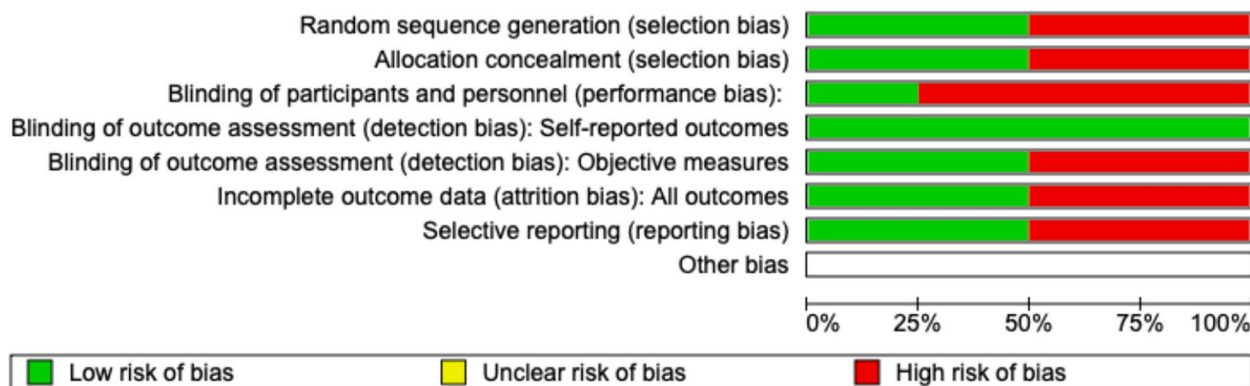 Random sequence generation (selection bias)
Allocation concealment (selection bias)
Blinding of participants and personnel (performance bias):
Blinding of outcome assessment (detection bias): Self-reported outcomes
Blinding of outcome assessment (detection bias): Objective measures
Incomplete outcome data (attrition bias): All outcomes
Selective reporting (reporting bias)
Other bias
0% 25% 50% 75% 100%
Low risk of bias Unclear risk of bias High risk of bias